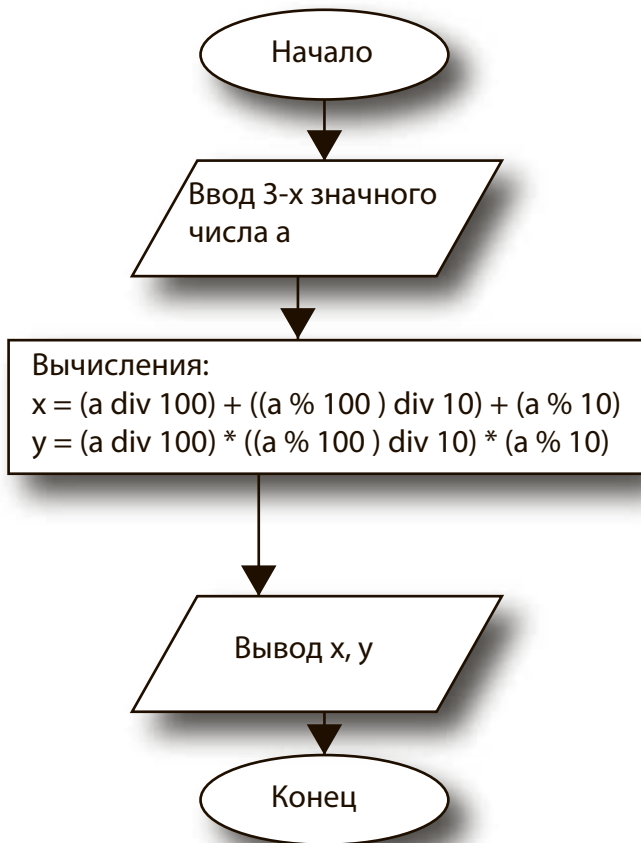 Начало
Ввод 3-х значного
числа а
Вычисления:
x = (a div 100) + ((a % 100 ) div 10) + (a % 10)
y = (a div 100) * ((a % 100 ) div 10) * (a % 10)
Вывод x, y
Конец